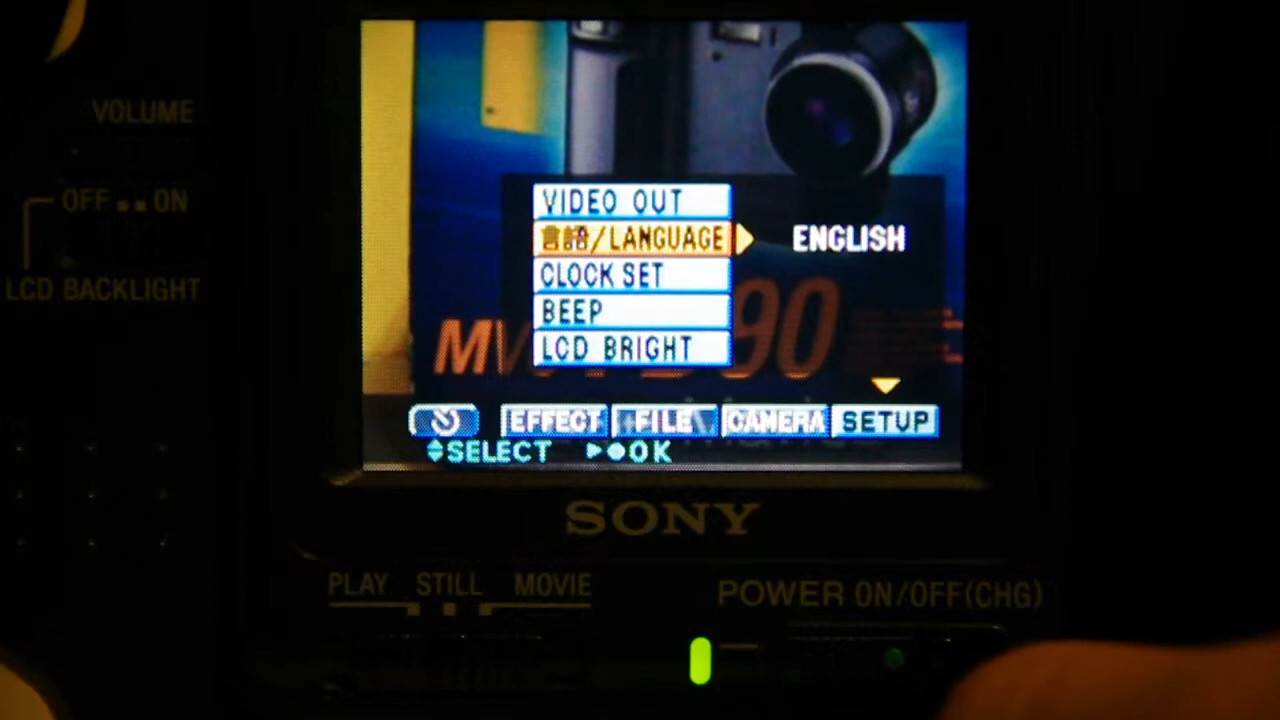 VOLUME
OFF ON
LCD BACKLIGHT
VIDEO OUT
言語/LANGUAGE
ENGLISH
CLOCK SET
BEEP
LCD BRIGHT
90
EFFECT FILE CAMERA SETUP
SELECT OK
SONY
PLAY STILL MOVIE
POWER ON/OFF(CHG)